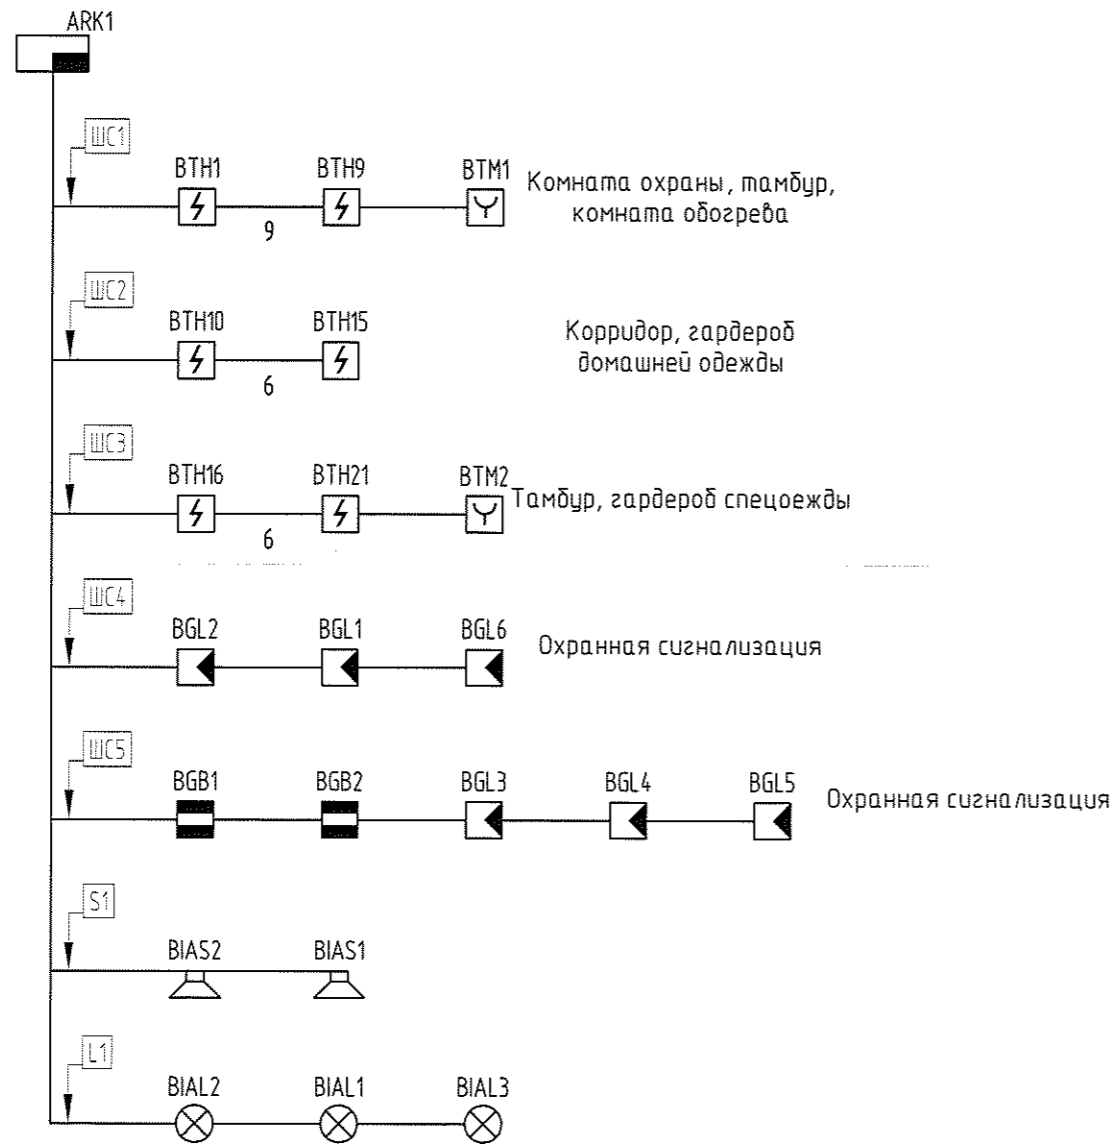 ARK1
ШС1
BTH1 BTH9 BTM1
9
Комната охраны, тамбур,
комната обогрева
ШС2
BTH10 BTH15
6
Корридор, гардероб
домашней одежды
ШС3
BTH16 BTH21 BTM2
6
Тамбур, гардероб спецоежды
ШС4
BGL2 BGL1 BGL6
Охранная сигнализация
ШС5
BGB1 BGB2 BGL3 BGL4 BGL5
Охранная сигнализация
S1
BIAS2 BIAS1
L1
BIAL2 BIAL1 BIAL3